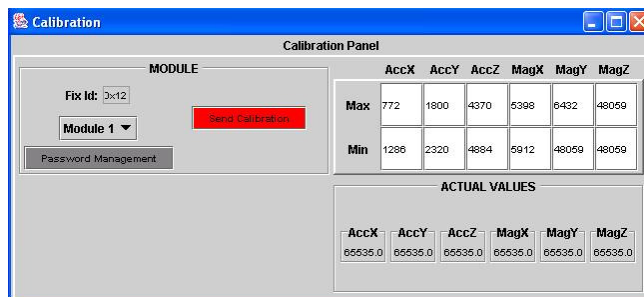 Calibration
Calibration Panel
MODULE
Fix Id: 0x12
Module 1
Send Calibration
Password Management
AccX AccY AccZ MagX MagY MagZ
Max 772 1800 4370 5398 6432 48059
Min 1286 2320 4884 5912 48059 48059
ACTUAL VALUES
AccX AccY AccZ MagX MagY MagZ
65535.0 65535.0 65535.0 65535.0 65535.0 65535.0